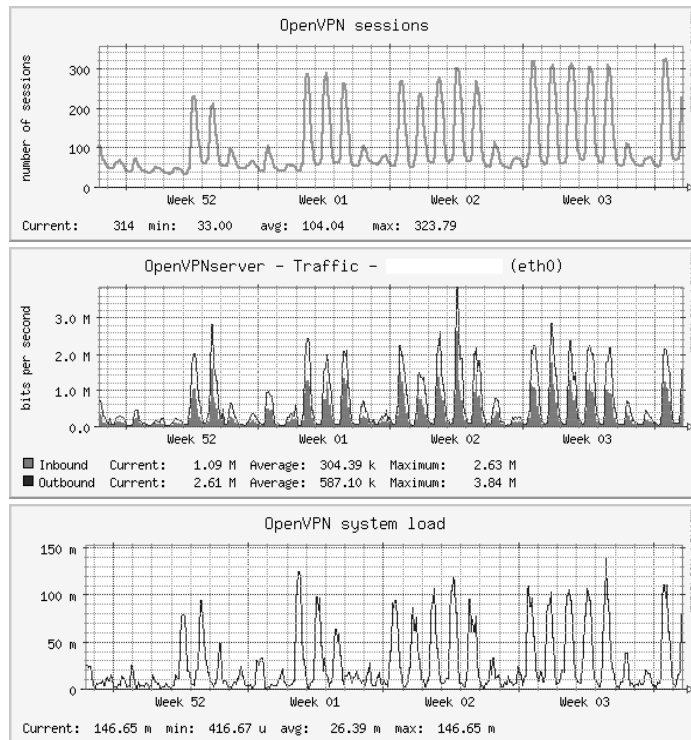 OpenVPN sessions
number of sessions
300
200
100
0
Week 52 Week 01 Week 02 Week 03
Current: 314 min: 33.00 avg: 104.04 max: 323.79
OpenVPNserver - Traffic - (eth0)
bits per second
3.0 M
2.0 M
1.0 M
0.0
Week 52 Week 01 Week 02 Week 03
Inbound Current: 1.09 M Average: 304.39 k Maximum: 2.63 M
Outbound Current: 2.61 M Average: 587.10 k Maximum: 3.84 M
OpenVPN system load
150 m
100 m
50 m
0
Week 52 Week 01 Week 02 Week 03
Current: 146.65 m min: 416.67 u avg: 26.39 m max: 146.65 m